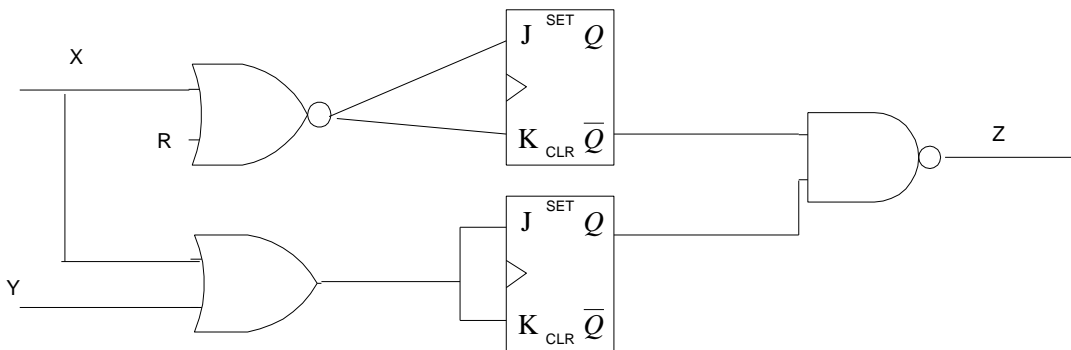 X
R
Y
J SET Q
K CLR Q̅
J SET Q
K CLR Q̅
Z